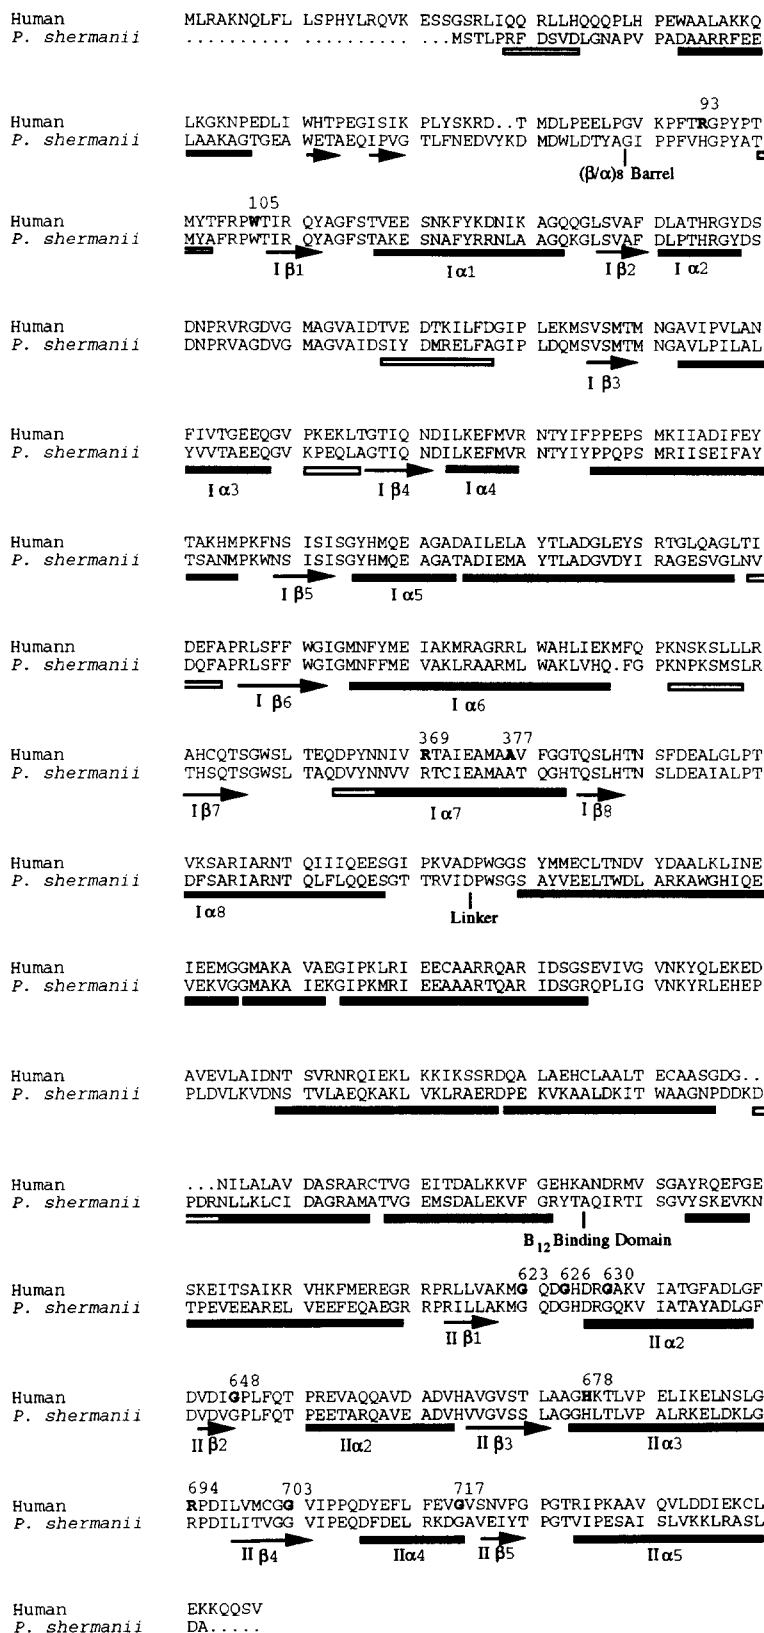 Human MLRAKNQLFL LSPHYLRQVK ESSGSRLIQQ RLLHQQQPLH PEWAALAKKQ
P. shermanii .......... .......... ....MSTLPRF DSVDLGNAPVP PADAARRFEE
93
Human LKGKNPEDLI WHTPEGISIK PLYSKRD..T MDLPEELPGV KPFTRGPYPT
P. shermanii LAAKAGTGEA WETAEQIPVG TLFNEDVYKD MDWLDTYAGI PPFVHGPYAT
(β/α)8 Barrel
105
Human MYTFRPWTIR QYAGFSTVEE SNKFYKDNIK AGQQGLSVAF DLATHRGYDS
P. shermanii MYAFRPWTIR QYAGFSTAKE SNAFYRRNLA AGQKGLSVAF DLPTHRGYDS
I β1 I α1 I β2 I α2
Human DNPRVRGDVG MAGVAIDTVE DTKILFDGIP LEKMSVSMTM NGAVIPVLAN
P. shermanii DNPRVAGDVG MAGVAIDSIY DMRELFAGIP LDQMSVSMTM NGAVLPILAL
I β3
Human FIVTGEEQGV PKEKLTGTIQ NDILKEFMVR NTYIFPPEPS MKIIADIFEY
P. shermanii YVVTAEEQGV KPEQLAGTIQ NDILKEFMVR NTYIYPPQPS MRIISEIFAY
I α3 I β4 I α4
Human TAKHMPKFNS ISISGYHMQE AGADAILELA YTLADGLEYS RTGLQAGLTI
P. shermanii TSANMPKWNS ISISGYHMQE AGATADIEMA YTLADGVDYI RAGESVGLNV
I β5 I α5
Humann DEFAPRLSFF WGIGMNFYME IAKMRAGRRL WAHLIEKMFQ PKNSKSLLLR
P. shermanii DQFAPRLSFF WGIGMNFFME VAKLRAARML WAKLVHQ.FG PKNPKSMSLR
I β6 I α6
369 377
Human AHCQTSGWSL TEQDPYNNIV RTAIEAMAAV FGGTQSLHTN SFDEALGLPT
P. shermanii THSQTSGWSL TAQDVYNNVV RTCIEAMAAT QGHTQSLHTN SLDEAIALPT
I β7 I α7 I β8
Human VKSARIARNT QIIIQEESGI PKVADPWGGS YMMECLTNDV YDAALKLINE
P. shermanii DFSARIARNT QLFLQQESGT TRVIDPWSGS AYVEELTWDL ARKAWGHIQE
I α8 Linker
Human IEEMGGMAKA VAEGIPKLRI EECAARRQAR IDSGSEVIVG VNKYQLEKED
P. shermanii VEKVGGMAKA IEKGIPKMRI EEAAARTQAR IDSGRQPLIG VNKYRLEHEP
Human AVEVLAIDNT SVRNRQIEKL KKIKSSRDQA LAEHCLAALT ECAASGDG..
P. shermanii PLDVLKVDNS TVLAEQKAKL VKLRAERDPE KVKAALDKIT WAAGNPDDKD
Human ...NILALAV DASRARCTVG EITDALKKVF GEHKANDRMV SGAYRQEFGE
P. shermanii PDRNLLKLCI DAGRAMATVG EMSDALEKVF GRYTAQIRTI SGVYSKEVKN
B12 Binding Domain
623 626 630
Human SKEITSAIKR VHKFMEREGR RPRLLVAKMG QDGHDRGAKV IATGFADLGF
P. shermanii TPEVEEAREL VEEFEQAEGR RPRILLAKMG QDGHDRGQKV IATAYADLGF
II β1 II α2
648 678
Human DVDIGPLFQT PREVAQQAVD ADVHAVGVST LAAGHKTLVP ELIKELNSLG
P. shermanii DVDVGPLFQT PEETARQAVE ADVHVVGVSS LAGGHLTLVP ALRKELDKLG
II β2 IIα2 II β3 II α3
694 703 717
Human RPDILVMCGG VIPPQDYEFL FEVGVSNVFG PGTRIPKAAV QVLDDIEKCL
P. shermanii RPDILITVGG VIPEQDFDEL RKDGAVEIYT PGTVIPESAI SLVKKLRASL
II β4 IIα4 II β5 II α5
Human EKKQQSV
P. shermanii DA.....